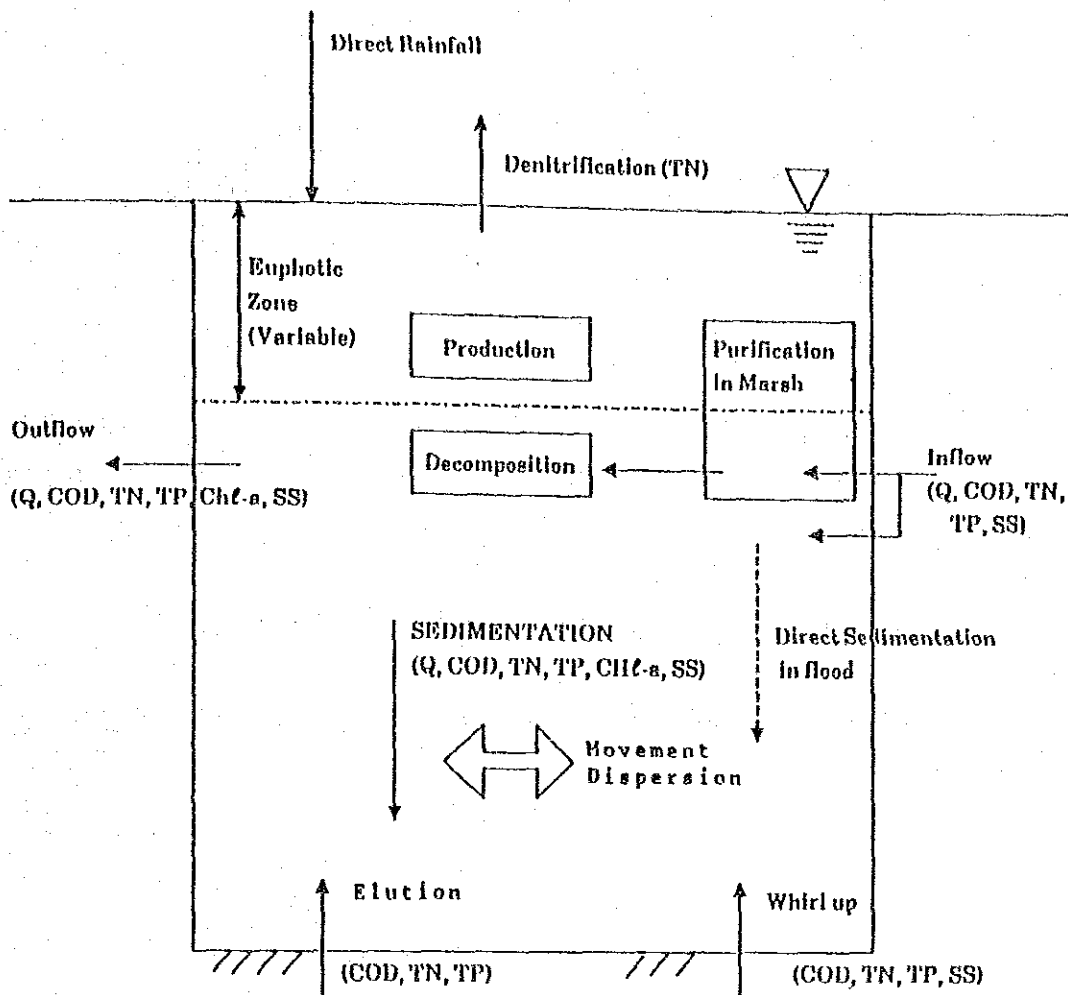 Direct Rainfall
Denitrification (TN)
Euphotic
Zone
(Variable)
Production
Purification
in Marsh
Outflow
(Q, COD, TN, TP, Chℓ-a, SS)
Decomposition
Inflow
(Q, COD, TN,
TP, SS)
SEDIMENTATION
(Q, COD, TN, TP, CHℓ-a, SS)
Direct Sedimentation
in flood
Movement
Dispersion
Elution
(COD, TN, TP)
Whirl up
(COD, TN, TP, SS)